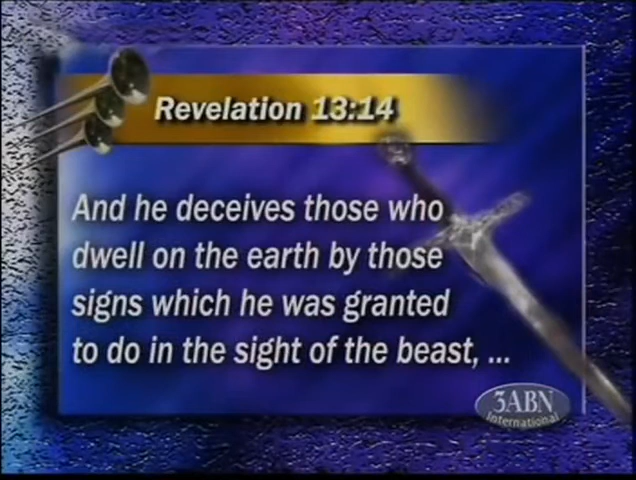 Revelation 13:14
And he deceives those who
dwell on the earth by those
signs which he was granted
to do in the sight of the beast, ...
3ABN
International